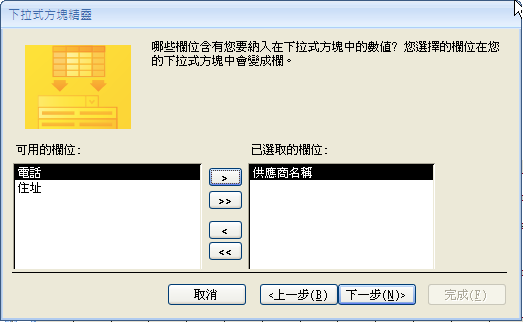 下拉式方塊精靈
哪些欄位含有您要納入在下拉式方塊中的數值? 您選擇的欄位在您
的下拉式方塊中會變成欄。
可用的欄位:
已選取的欄位:
電話
住址
供應商名稱
>
>>
<
<<
取消
<上一步(B)
下一步(N)>
完成(F)